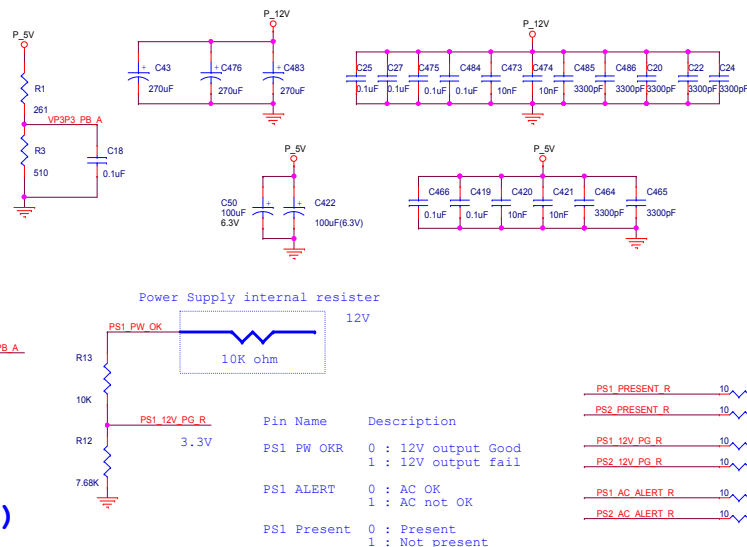 P_5V
P_12V
P_12V
R1
261
VP3P3_PB_A
R3
510
C18
0.1uF
C43
270uF
C476
270uF
C483
270uF
C25
0.1uF
C27
0.1uF
C475
0.1uF
C484
0.1uF
C473
10nF
C474
10nF
C485
3300pF
C486
3300pF
C20
3300pF
C22
3300pF
C24
3300pF
P_5V
P_5V
C50
100uF
6.3V
C422
100uF(6.3V)
C466
0.1uF
C419
0.1uF
C420
10nF
C421
10nF
C464
3300pF
C465
3300pF
Power Supply internal resister
12V
PS1_PW_OK
10K ohm
PB_A
R13
10K
PS1_12V_PG_R
3.3V
R12
7.68K
)
Pin Name Description
PS1 PW OKR 0 : 12V output Good
1 : 12V output fail
PS1 ALERT 0 : AC OK
1 : AC not OK
PS1 Present 0 : Present
1 : Not present
PS1_PRESENT_R 10
PS2_PRESENT_R 10
PS1_12V_PG_R 10
PS2_12V_PG_R 10
PS1_AC_ALERT_R 10
PS2_AC_ALERT_R 10